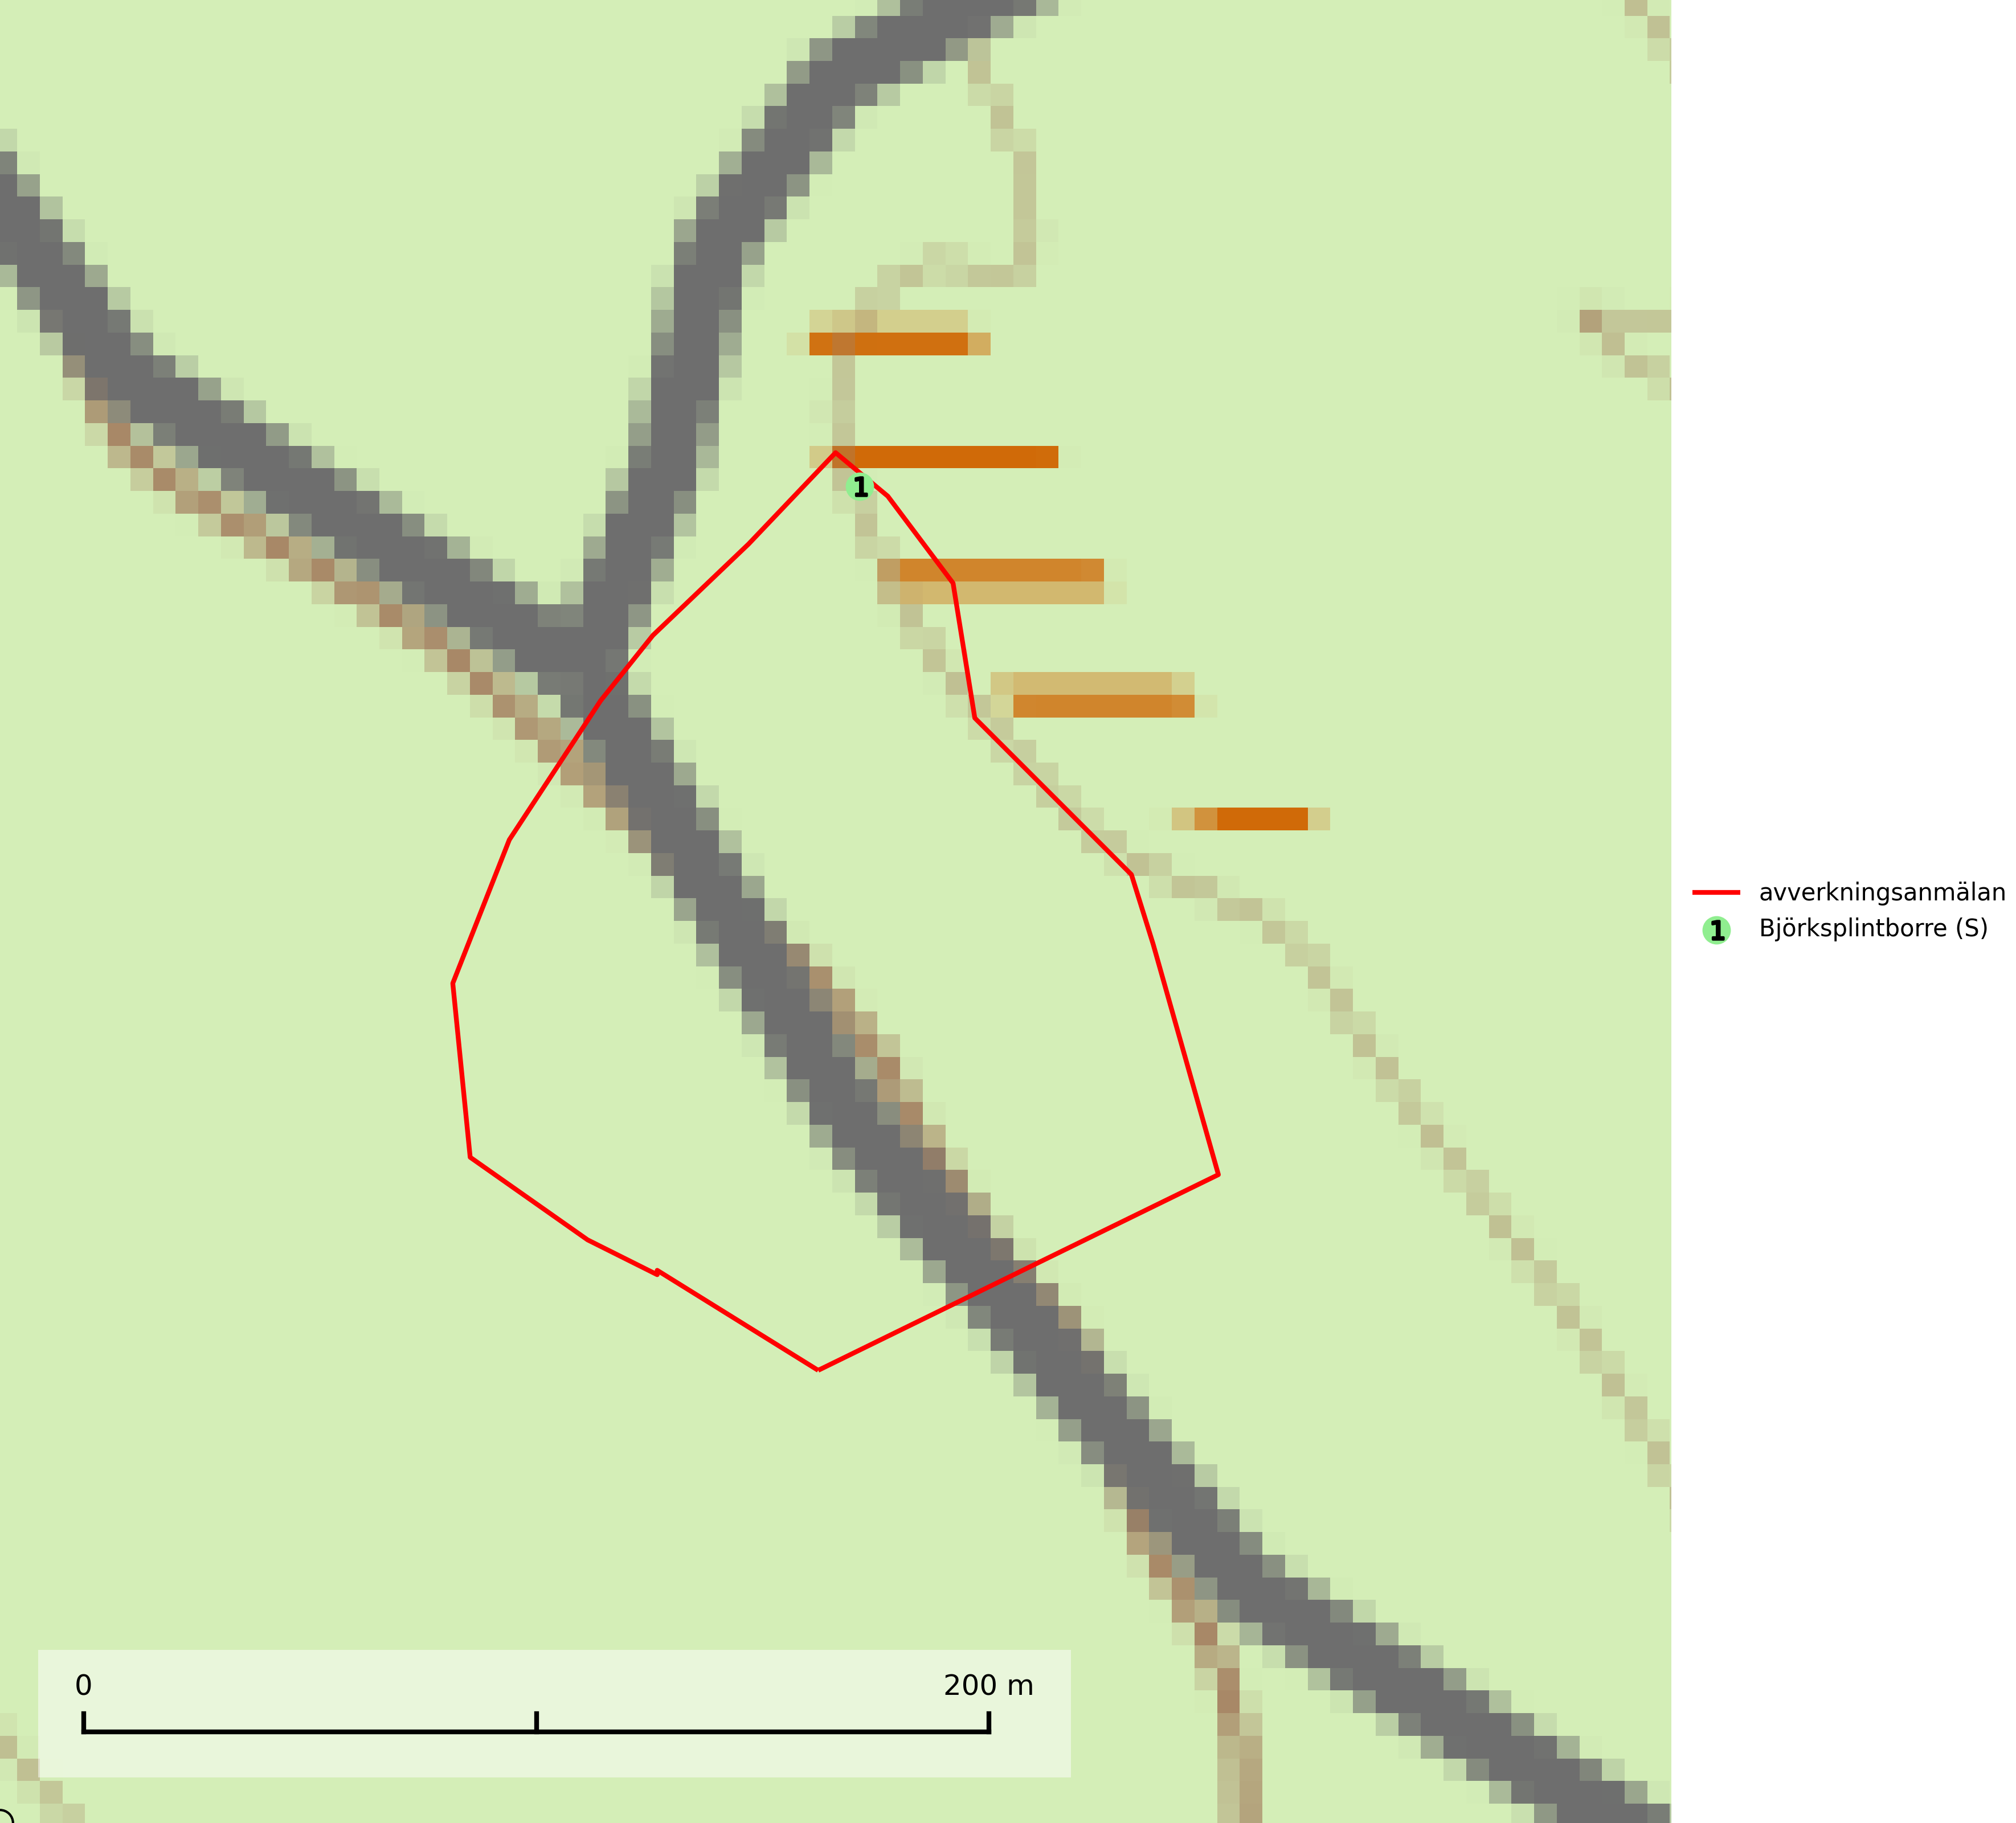 1
avverkningsanmälan
1 Björksplintborre (S)
0 200 m